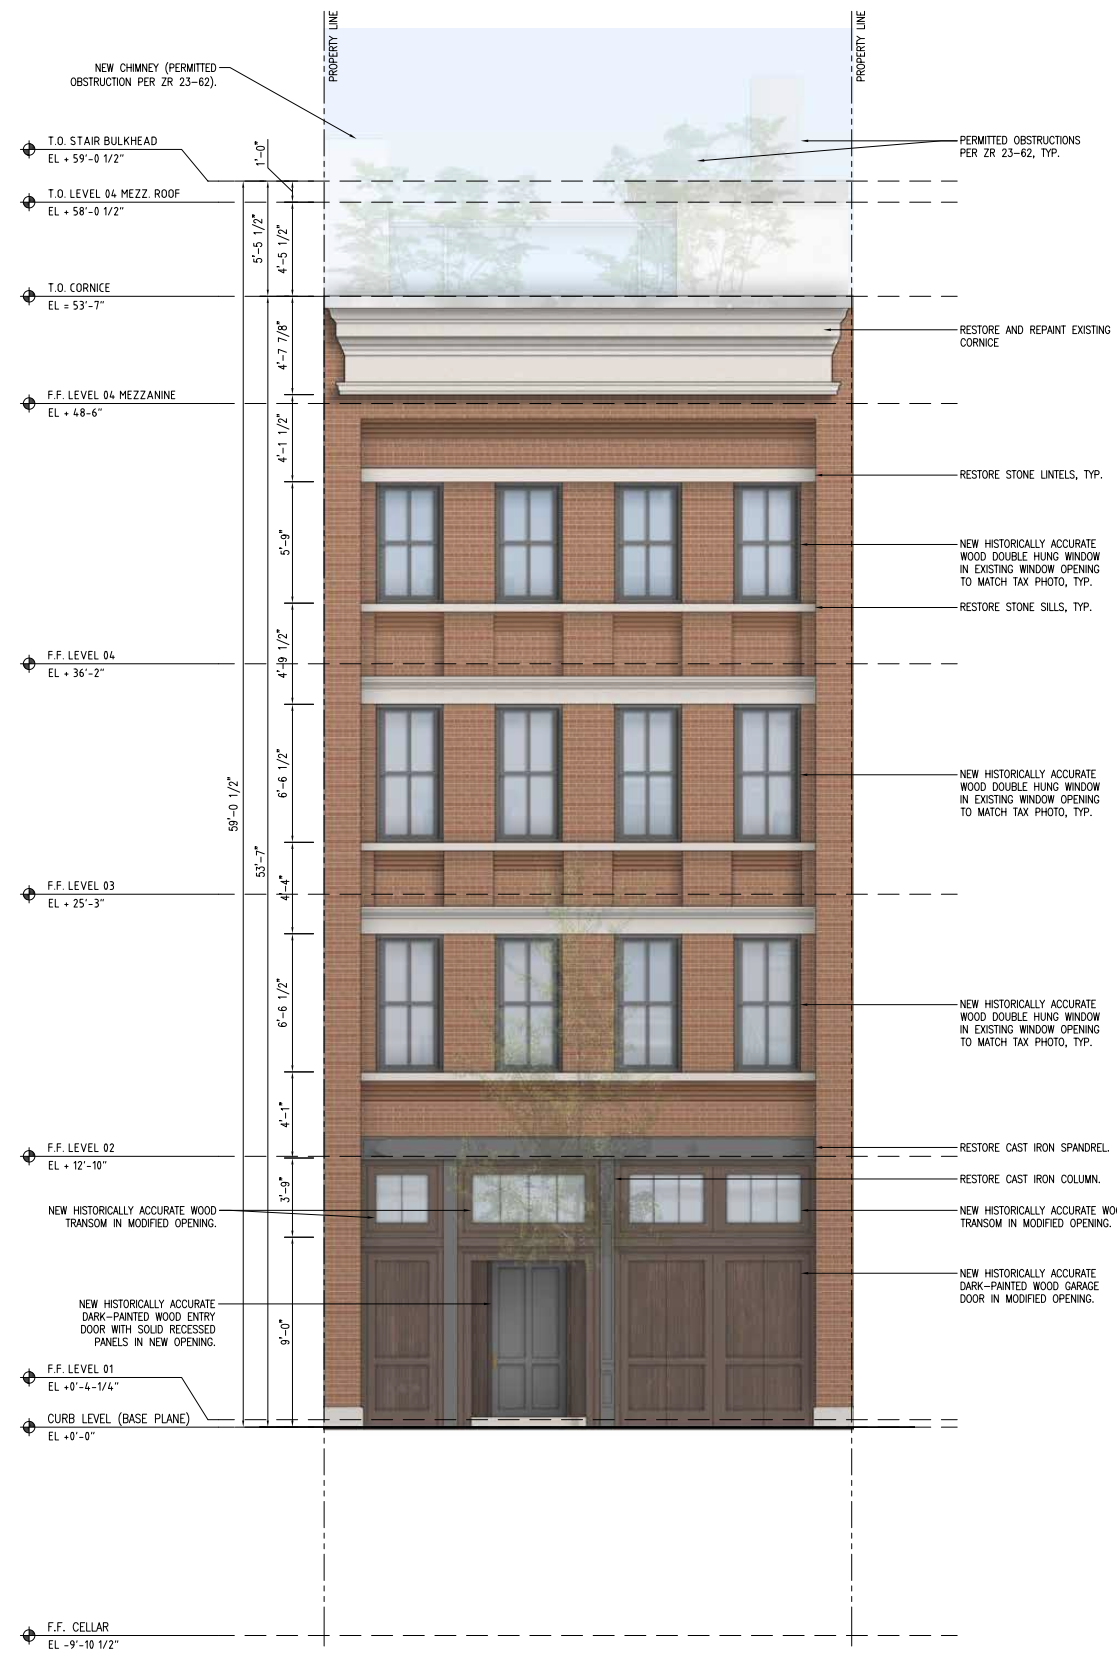 PROPERTY LINE
PROPERTY LINE
NEW CHIMNEY (PERMITTED
OBSTRUCTION PER ZR 23-62).
T.O. STAIR BULKHEAD
EL + 59'-0 1/2"
PERMITTED OBSTRUCTIONS
PER ZR 23-62, TYP.
1'-0"
T.O. LEVEL 04 MEZZ. ROOF
EL + 58'-0 1/2"
5'-5 1/2"
4'-5 1/2"
T.O. CORNICE
EL = 53'-7"
4'-7 7/8"
RESTORE AND REPAINT EXISTING
CORNICE
F.F. LEVEL 04 MEZZANINE
EL + 48-6"
4'-1 1/2"
RESTORE STONE LINTELS, TYP.
5'-9"
NEW HISTORICALLY ACCURATE
WOOD DOUBLE HUNG WINDOW
IN EXISTING WINDOW OPENING
TO MATCH TAX PHOTO, TYP.
RESTORE STONE SILLS, TYP.
4'-9 1/2"
F.F. LEVEL 04
EL + 36'-2"
6'-6 1/2"
59'-0 1/2"
53'-7"
NEW HISTORICALLY ACCURATE
WOOD DOUBLE HUNG WINDOW
IN EXISTING WINDOW OPENING
TO MATCH TAX PHOTO, TYP.
4'-4"
F.F. LEVEL 03
EL + 25'-3"
6'-6 1/2"
NEW HISTORICALLY ACCURATE
WOOD DOUBLE HUNG WINDOW
IN EXISTING WINDOW OPENING
TO MATCH TAX PHOTO, TYP.
4'-1"
F.F. LEVEL 02
EL + 12'-10"
RESTORE CAST IRON SPANDREL.
RESTORE CAST IRON COLUMN.
3'-9"
NEW HISTORICALLY ACCURATE WOOD
TRANSOM IN MODIFIED OPENING.
NEW HISTORICALLY ACCURATE WO
TRANSOM IN MODIFIED OPENING.
NEW HISTORICALLY ACCURATE
DARK-PAINTED WOOD GARAGE
DOOR IN MODIFIED OPENING.
NEW HISTORICALLY ACCURATE
DARK-PAINTED WOOD ENTRY
DOOR WITH SOLID RECESSED
PANELS IN NEW OPENING.
9'-0"
F.F. LEVEL 01
EL +0'-4-1/4"
CURB LEVEL (BASE PLANE)
EL +0'-0"
F.F. CELLAR
EL -9'-10 1/2"